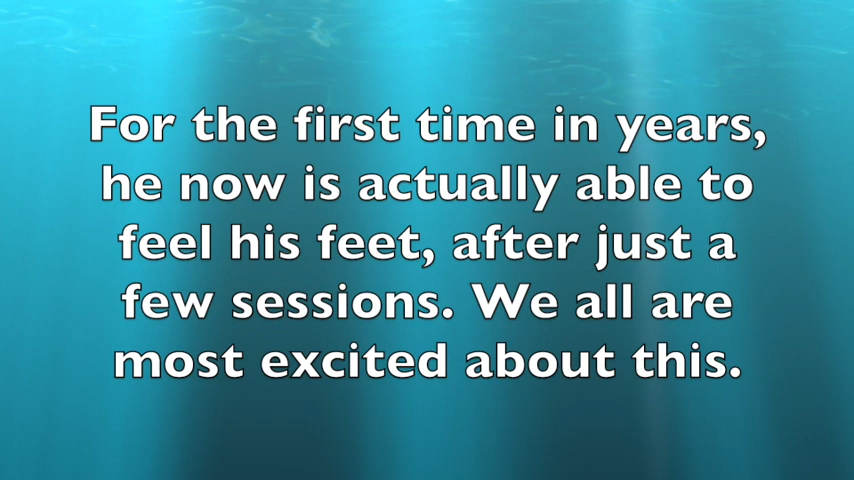 For the first time in years,
he now is actually able to
feel his feet, after just a
few sessions. We all are
most excited about this.